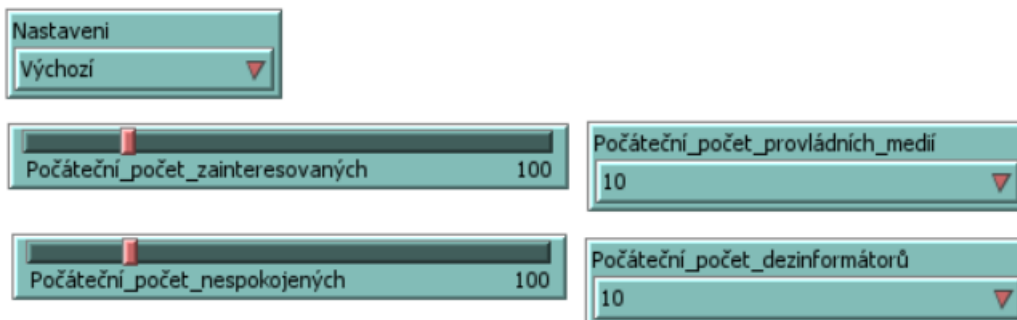 Nastaveni
Výchozí
Počáteční_počet_zainteresovaných 100
Počáteční_počet_provládních_medií
10
Počáteční_počet_nespokojených 100
Počáteční_počet_dezinformátorů
10